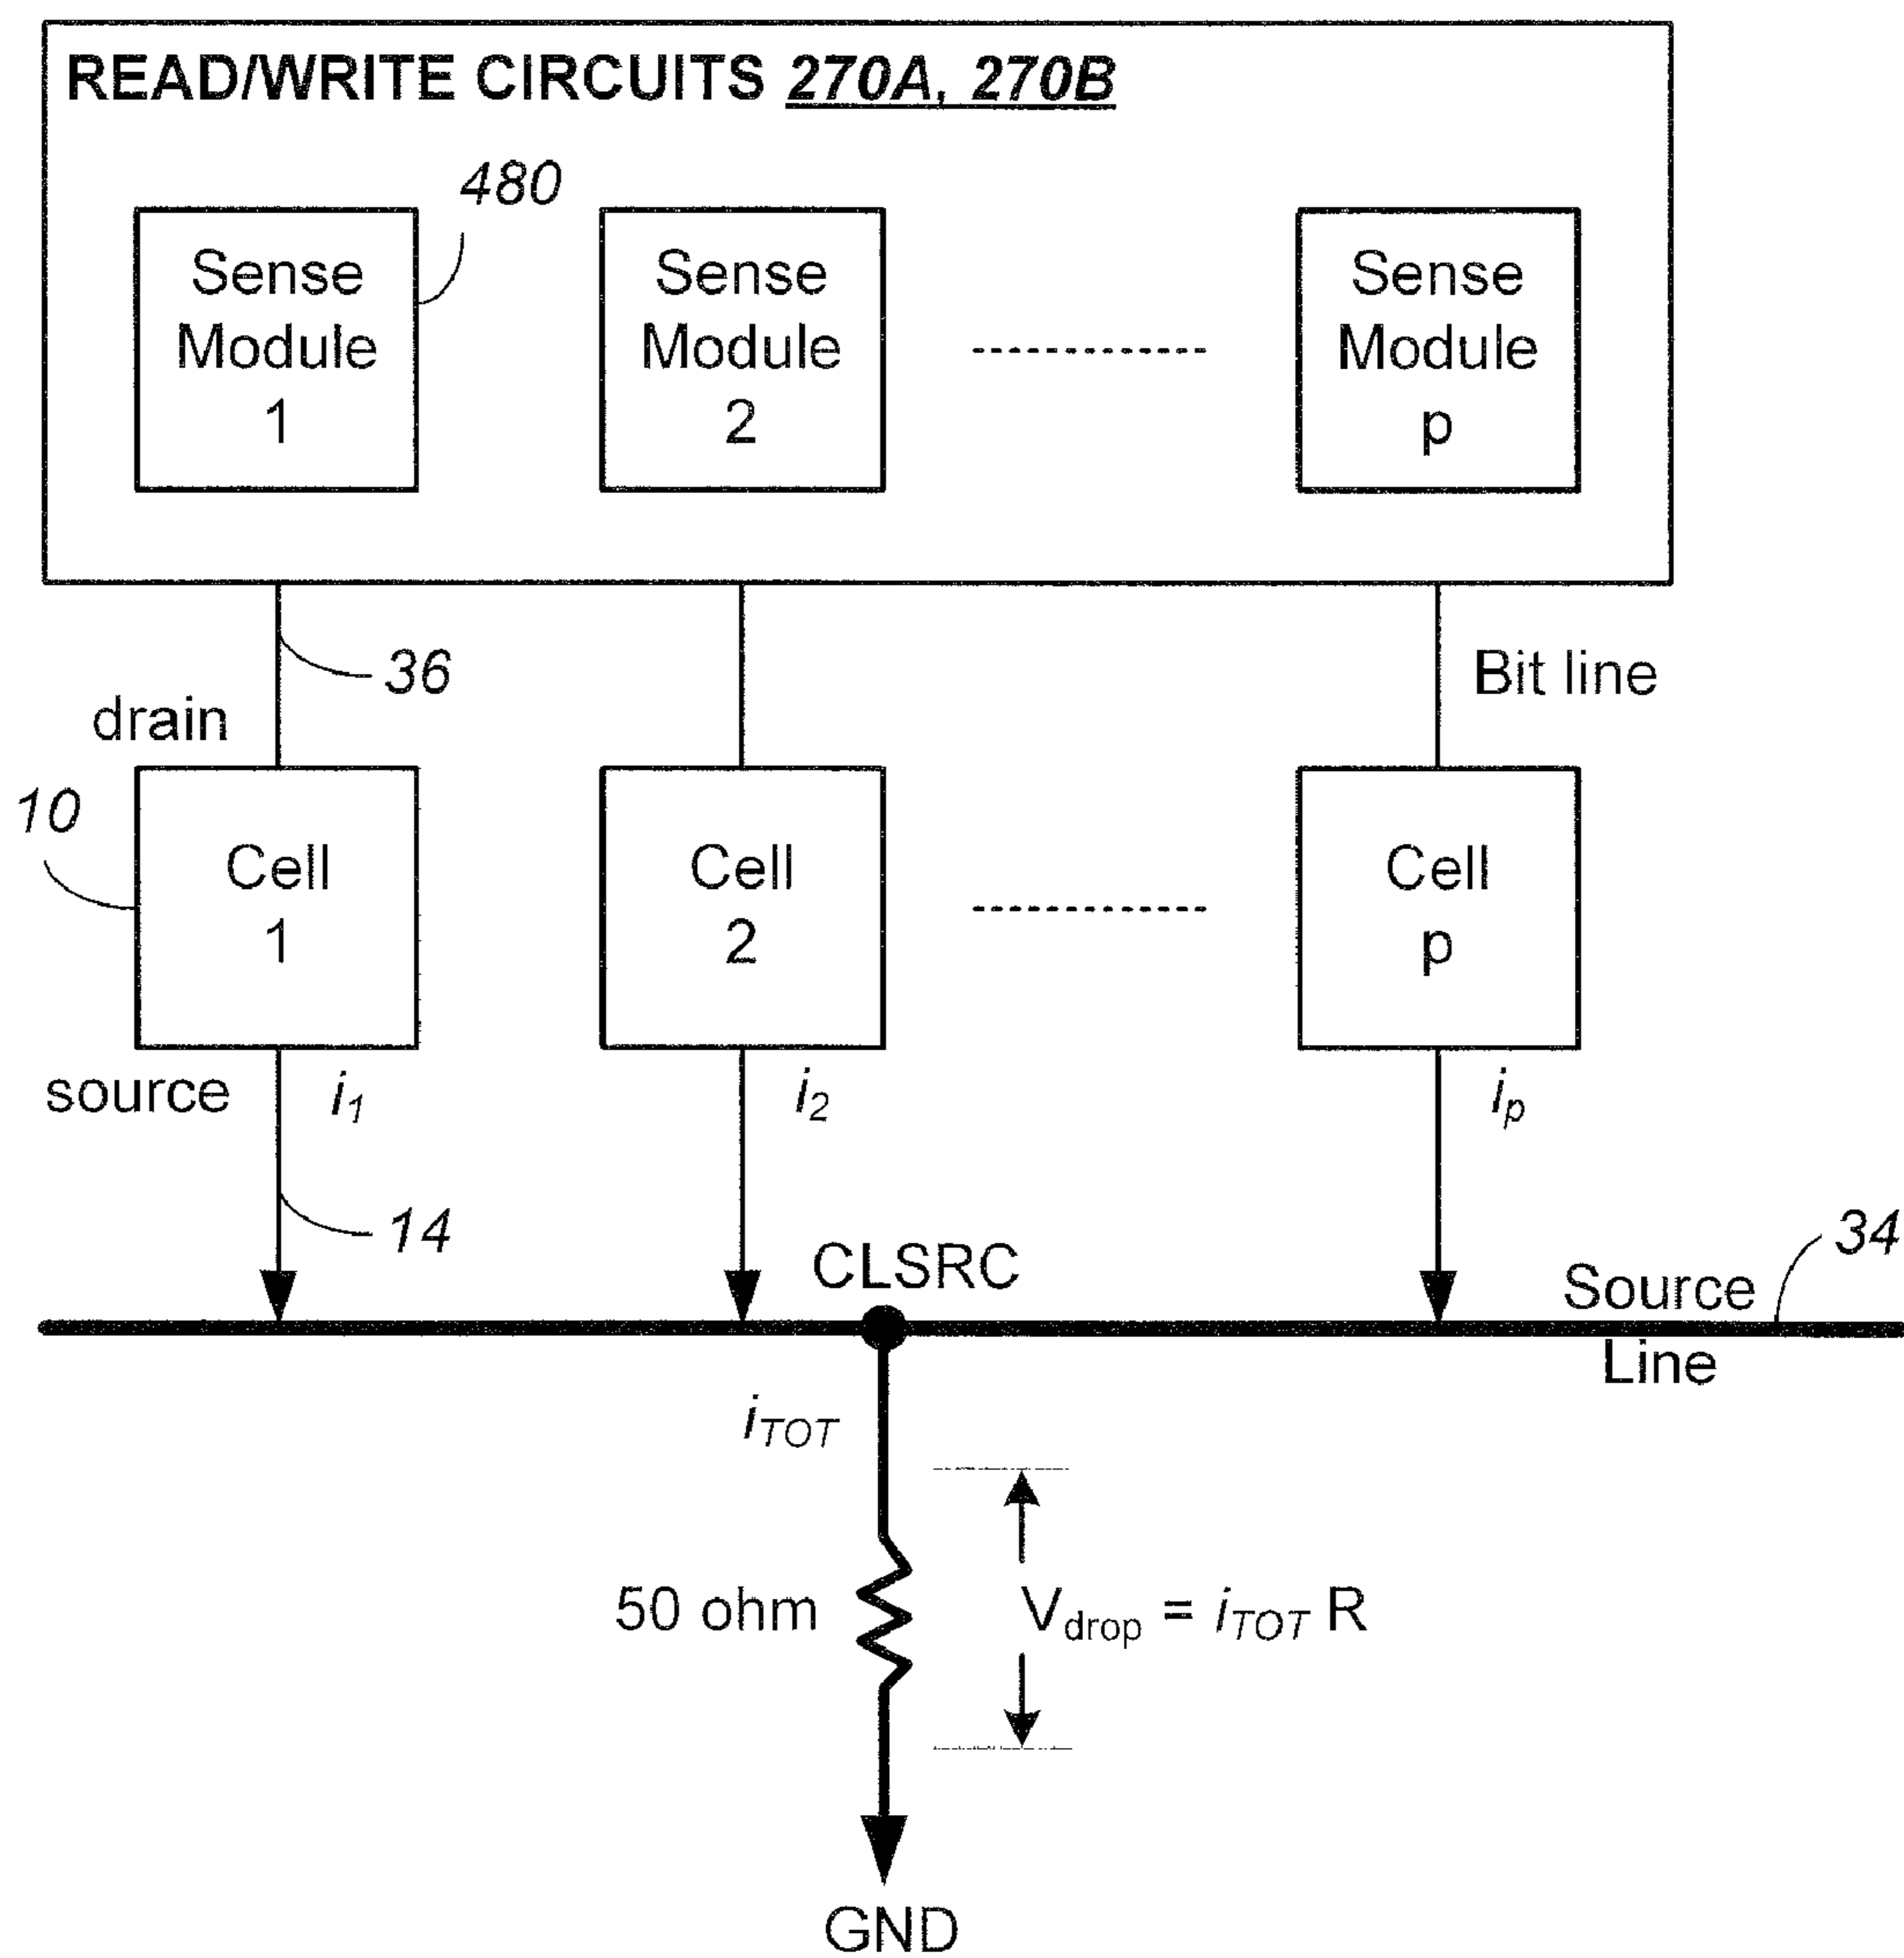 READ/WRITE CIRCUITS 270A, 270B
480
Sense
Module
1
Sense
Module
2
Sense
Module
p
36
drain
Bit line
10
Cell
1
Cell
2
Cell
p
source
i1
i2
ip
14
CLSRC
34
Source
Line
iTOT
50 ohm
Vdrop = iTOT R
GND